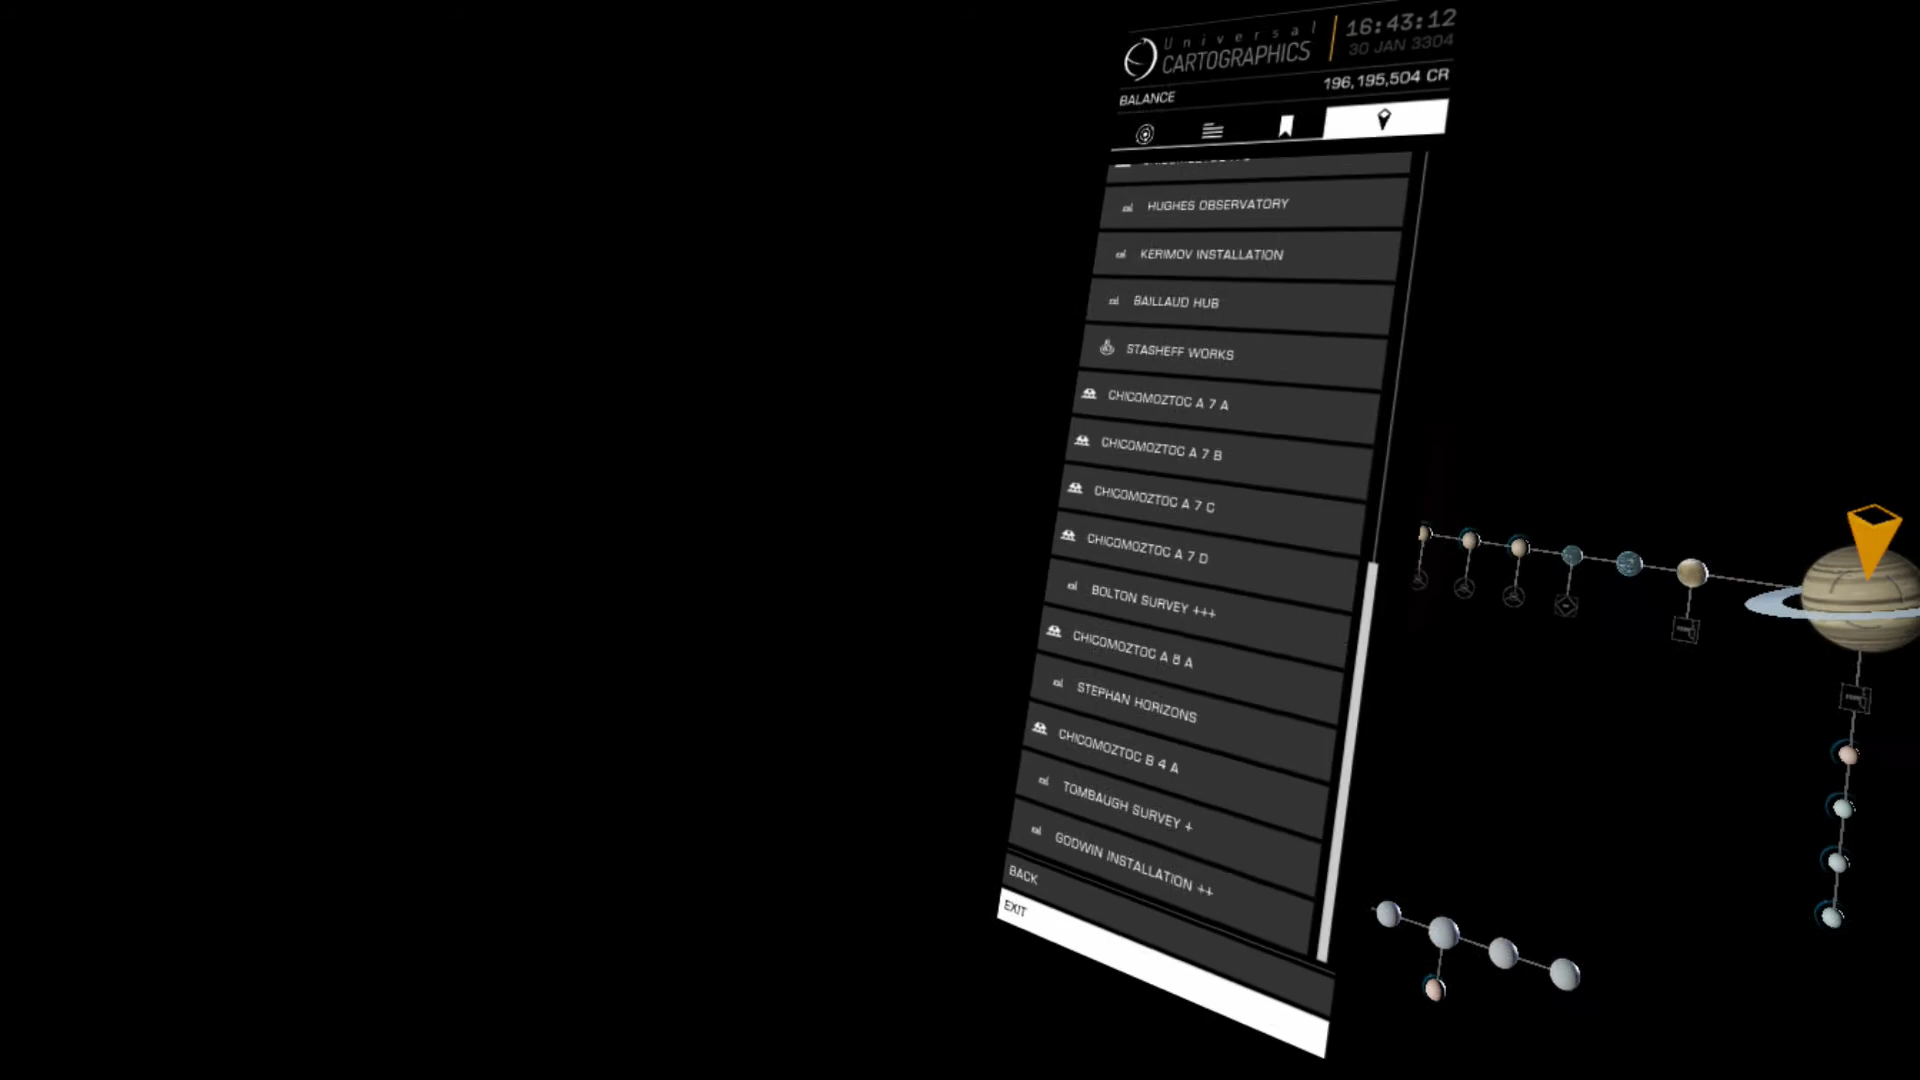 Universal
CARTOGRAPHICS
16:43:12
30 JAN 3304
BALANCE
196,195,504 CR
HUGHES OBSERVATORY
KERIMOV INSTALLATION
BAILLAUD HUB
STASHEFF WORKS
CHICOMOZTOC A 7 A
CHICOMOZTOC A 7 B
CHICOMOZTOC A 7 C
CHICOMOZTOC A 7 D
BOLTON SURVEY +++
CHICOMOZTOC A 8 A
STEPHAN HORIZONS
CHICOMOZTOC B 4 A
TOMBAUGH SURVEY +
GODWIN INSTALLATION ++
BACK
EXIT